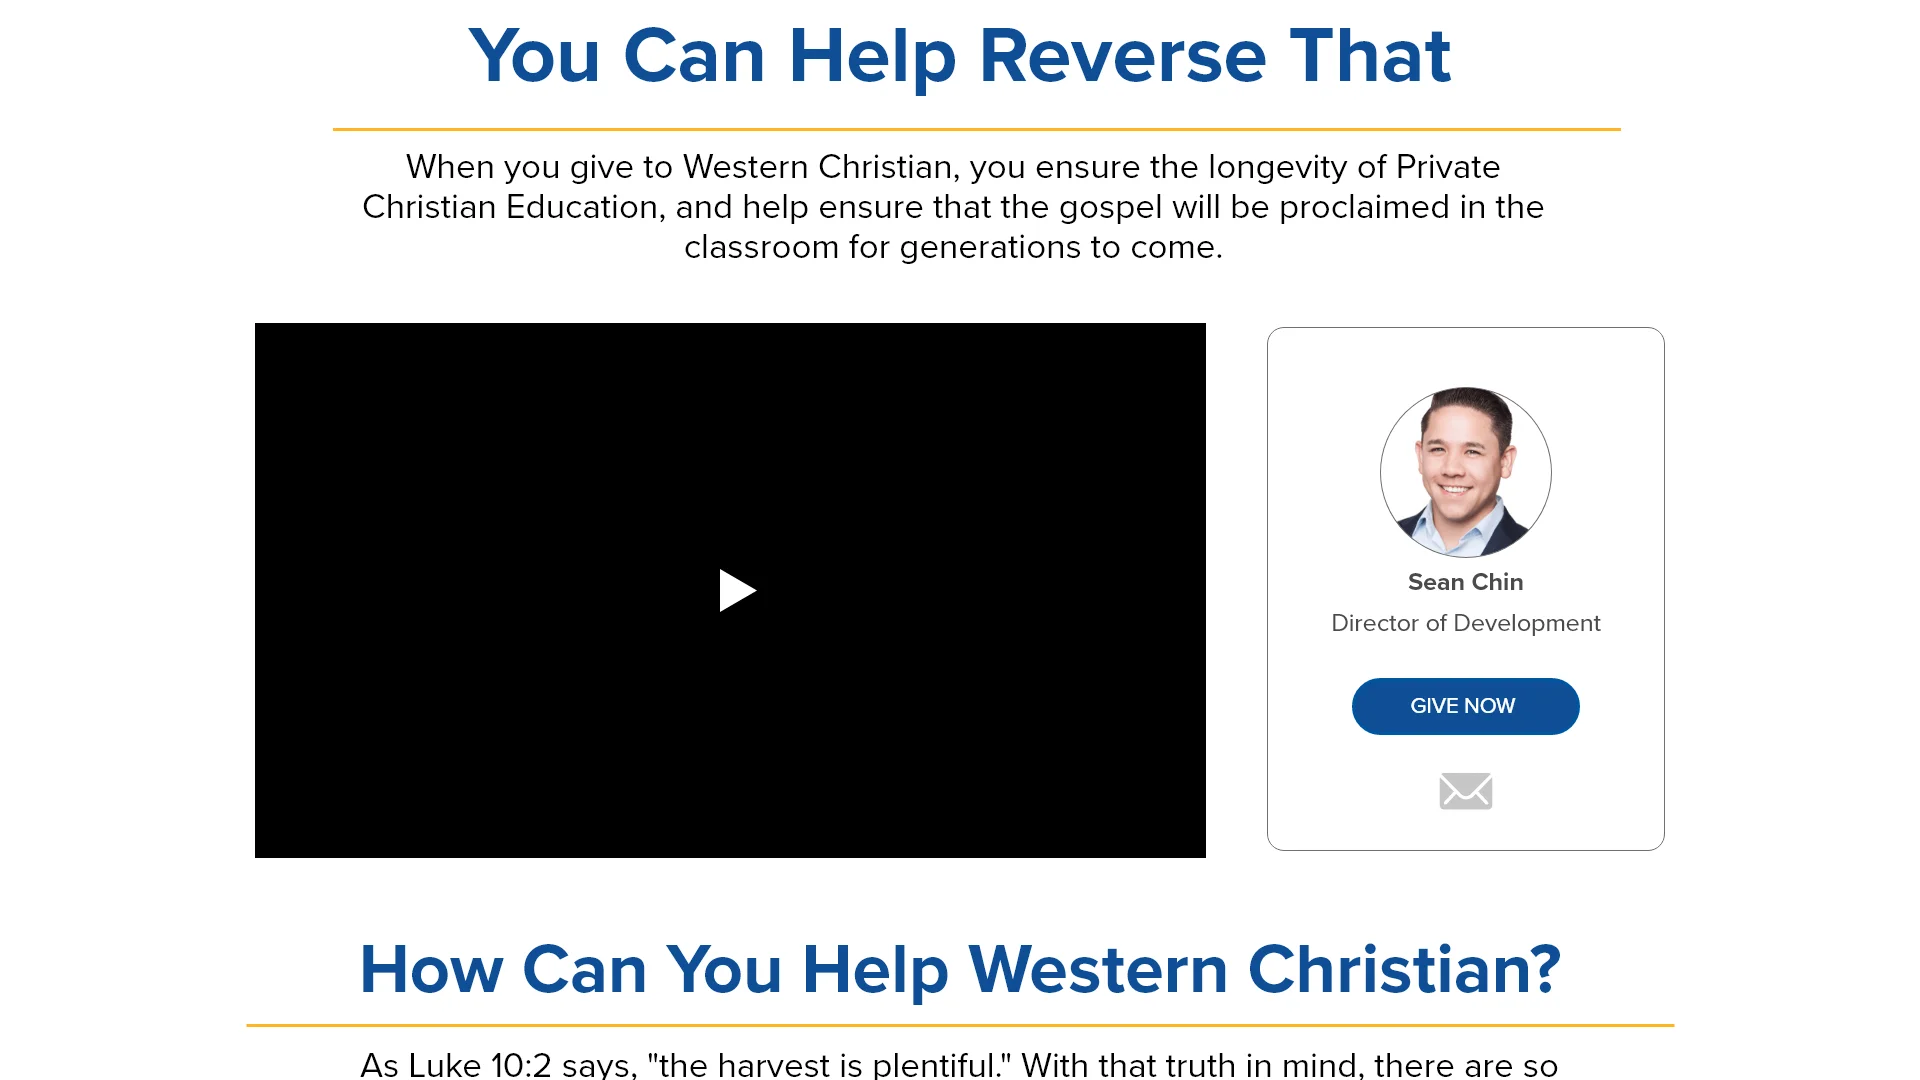 You Can Help Reverse That
When you give to Western Christian, you ensure the longevity of Private
Christian Education, and help ensure that the gospel will be proclaimed in the
classroom for generations to come.
Sean Chin
Director of Development
GIVE NOW
How Can You Help Western Christian?
As Luke 10:2 says, "the harvest is plentiful." With that truth in mind, there are so